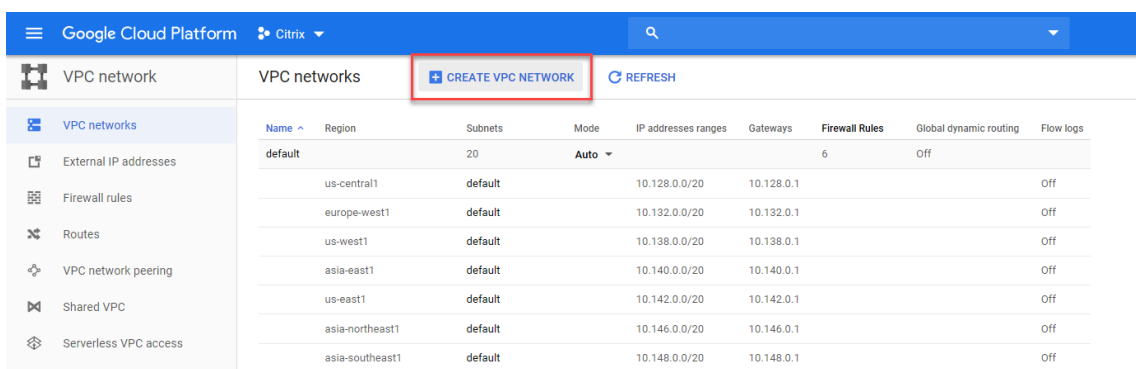 Google Cloud Platform Citrix
VPC network
VPC networks
CREATE VPC NETWORK
REFRESH
VPC networks
External IP addresses
Firewall rules
Routes
VPC network peering
Shared VPC
Serverless VPC access
Name Region Subnets Mode IP addresses ranges Gateways Firewall Rules Global dynamic routing Flow logs
default 20 Auto 6 Off
us-central1 default 10.128.0.0/20 10.128.0.1 Off
europe-west1 default 10.132.0.0/20 10.132.0.1 Off
us-west1 default 10.138.0.0/20 10.138.0.1 Off
asia-east1 default 10.140.0.0/20 10.140.0.1 Off
us-east1 default 10.142.0.0/20 10.142.0.1 Off
asia-northeast1 default 10.146.0.0/20 10.146.0.1 Off
asia-southeast1 default 10.148.0.0/20 10.148.0.1 Off